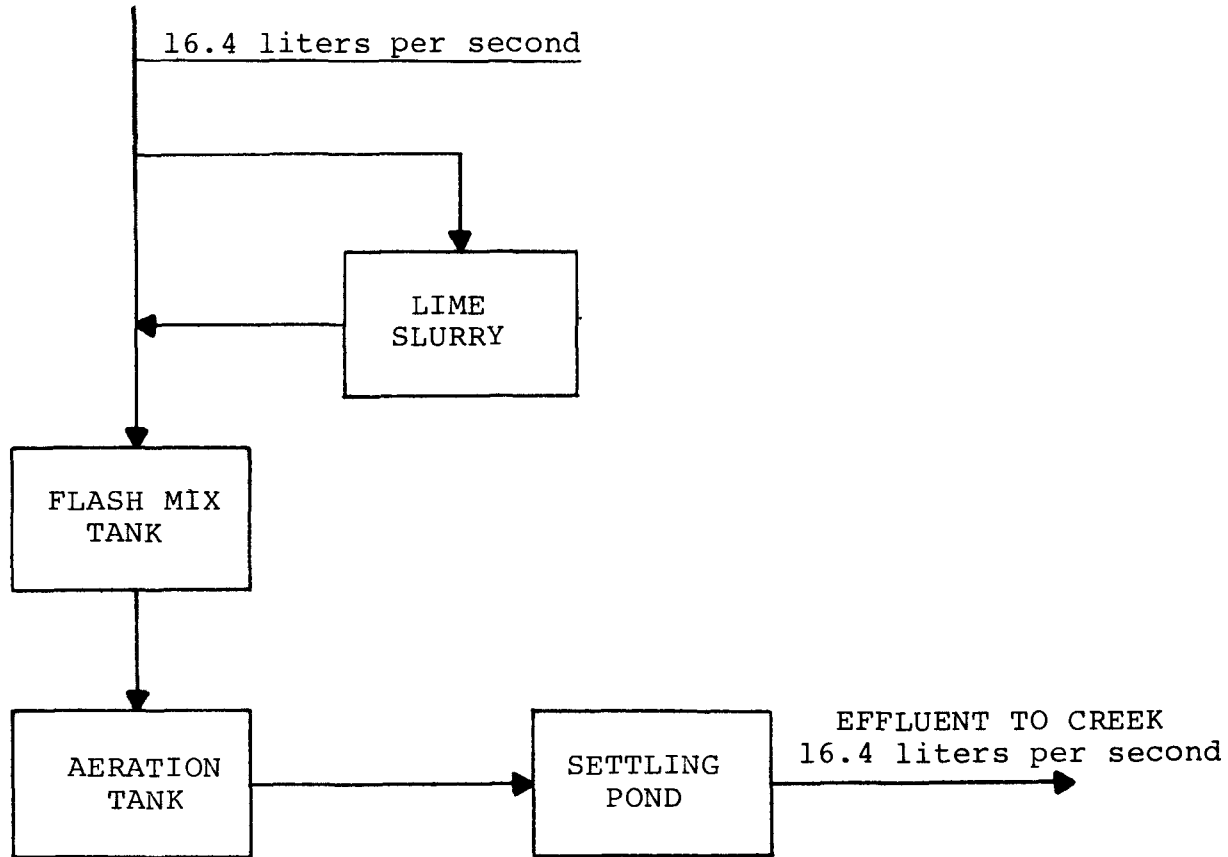 16.4 liters per second
LIME
SLURRY
FLASH MIX
TANK
AERATION
TANK
SETTLING
POND
EFFLUENT TO CREEK
16.4 liters per second